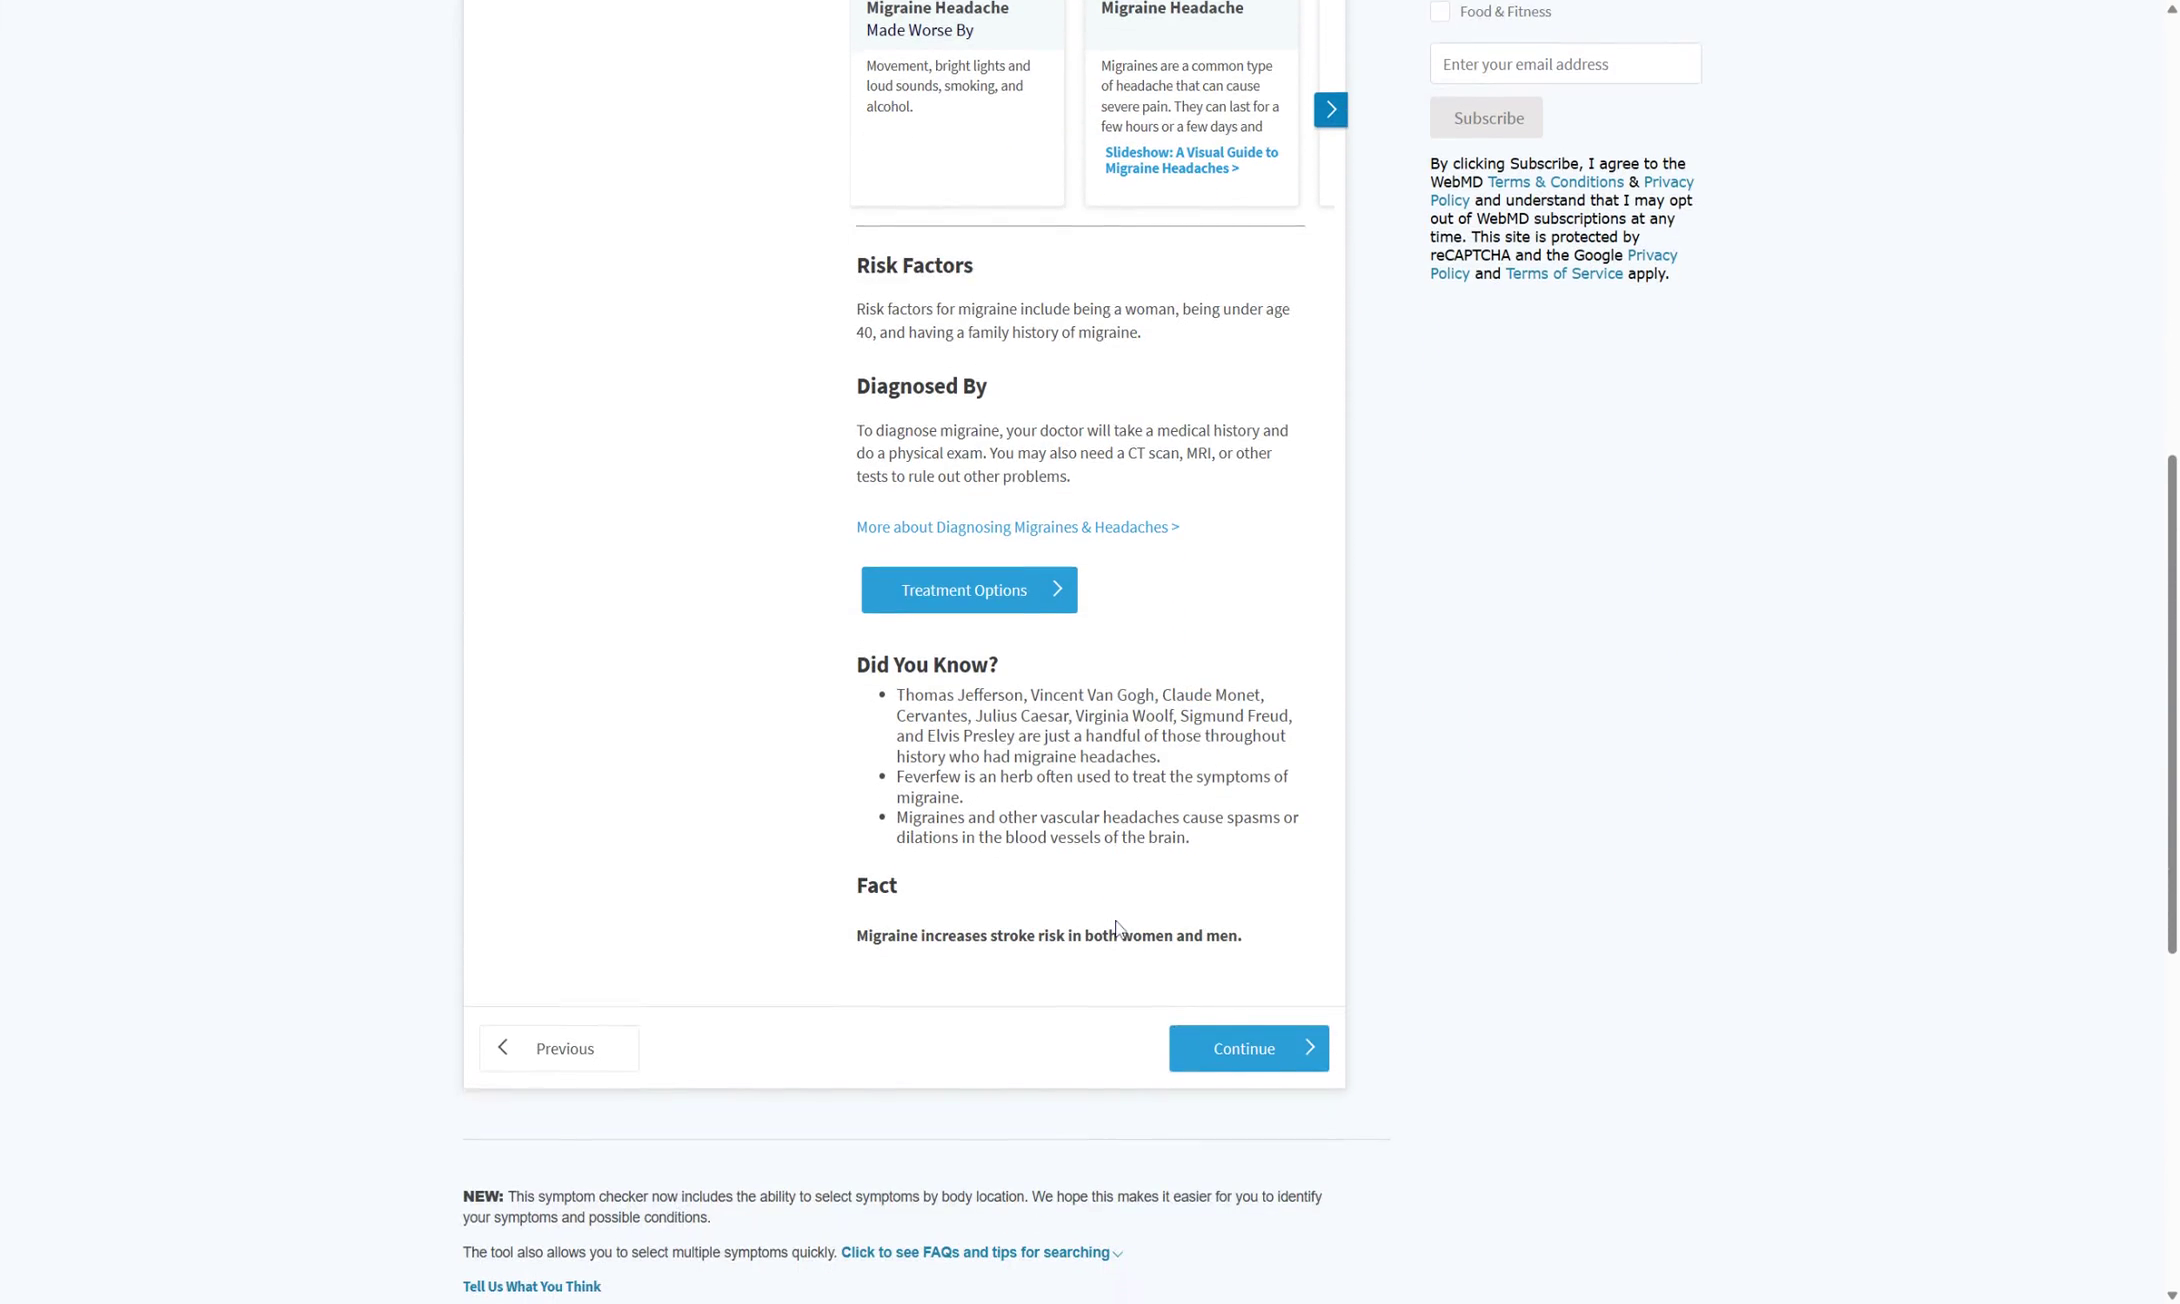 Migraine Headache
Made Worse By
Movement, bright lights and
loud sounds, smoking, and
alcohol.
Migraine Headache
Migraines are a common type
of headache that can cause
severe pain. They can last for a
few hours or a few days and
Slideshow: A Visual Guide to
Migraine Headaches >
Risk Factors
Risk factors for migraine include being a woman, being under age
40, and having a family history of migraine.
Diagnosed By
To diagnose migraine, your doctor will take a medical history and
do a physical exam. You may also need a CT scan, MRI, or other
tests to rule out other problems.
More about Diagnosing Migraines & Headaches >
Treatment Options
Did You Know?
• Thomas Jefferson, Vincent Van Gogh, Claude Monet,
Cervantes, Julius Caesar, Virginia Woolf, Sigmund Freud,
and Elvis Presley are just a handful of those throughout
history who had migraine headaches.
• Feverfew is an herb often used to treat the symptoms of
migraine.
• Migraines and other vascular headaches cause spasms or
dilations in the blood vessels of the brain.
Fact
Migraine increases stroke risk in both women and men.
Previous
Continue
NEW: This symptom checker now includes the ability to select symptoms by body location. We hope this makes it easier for you to identify
your symptoms and possible conditions.
The tool also allows you to select multiple symptoms quickly. Click to see FAQs and tips for searching
Tell Us What You Think
Food & Fitness
Enter your email address
Subscribe
By clicking Subscribe, I agree to the
WebMD Terms & Conditions & Privacy
Policy and understand that I may opt
out of WebMD subscriptions at any
time. This site is protected by
reCAPTCHA and the Google Privacy
Policy and Terms of Service apply.